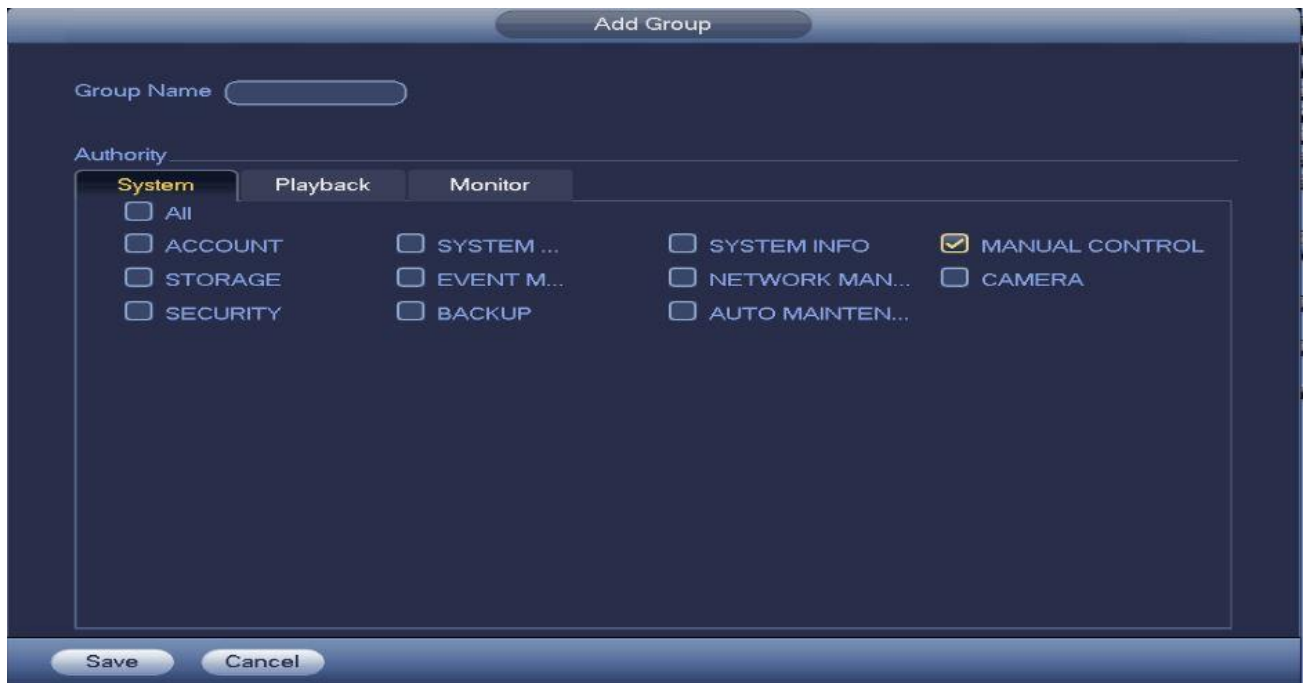 Add Group
Group Name
Authority
System Playback Monitor
All
ACCOUNT SYSTEM ... SYSTEM INFO MANUAL CONTROL
STORAGE EVENT M... NETWORK MAN... CAMERA
SECURITY BACKUP AUTO MAINTEN...
Save Cancel